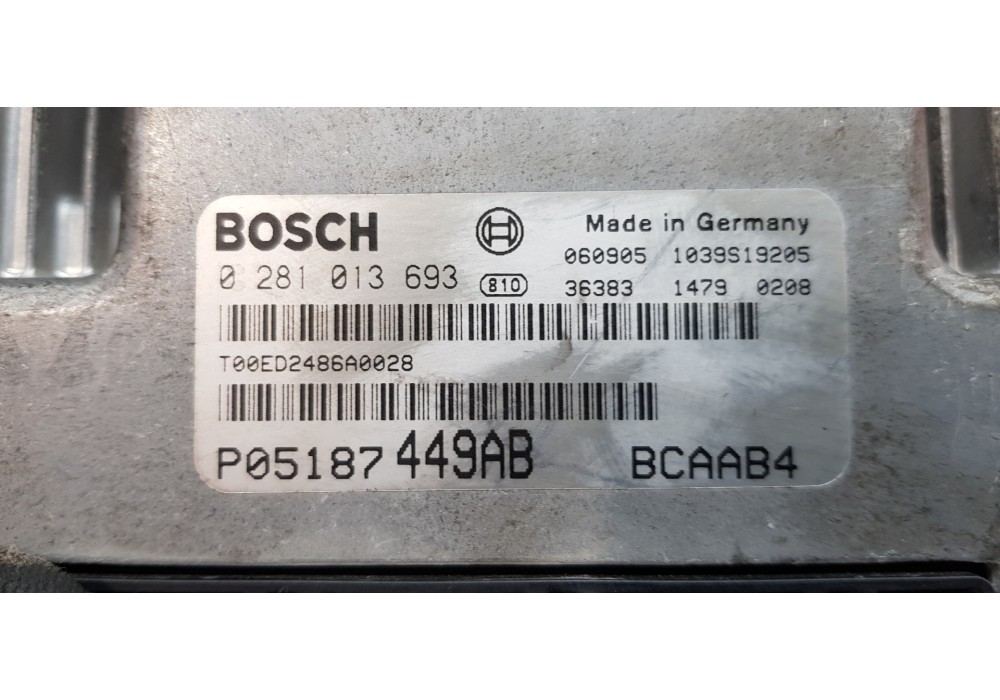 BOSCH Made in Germany
060905 1039S19205
0 281 013 693 810 36383 1479 0208
T00ED2486A0028
P05187449AB BCAAB4